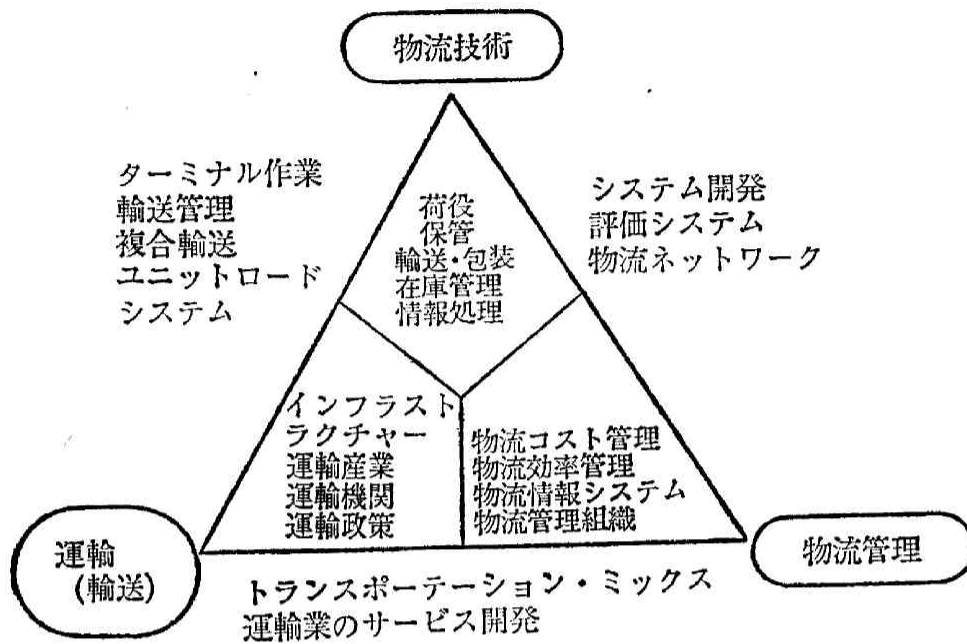 物流技術
ターミナル作業
輸送管理
複合輸送
ユニットロード
システム
荷役
保管
輸送・包装
在庫管理
情報処理
システム開発
評価システム
物流ネットワーク
インフラスト
ラクチャー
運輸産業
運輸機関
運輸政策
物流コスト管理
物流効率管理
物流情報システム
物流管理組織
運輸
(輸送)
物流管理
トランスポーテーション・ミックス
運輸業のサービス開発